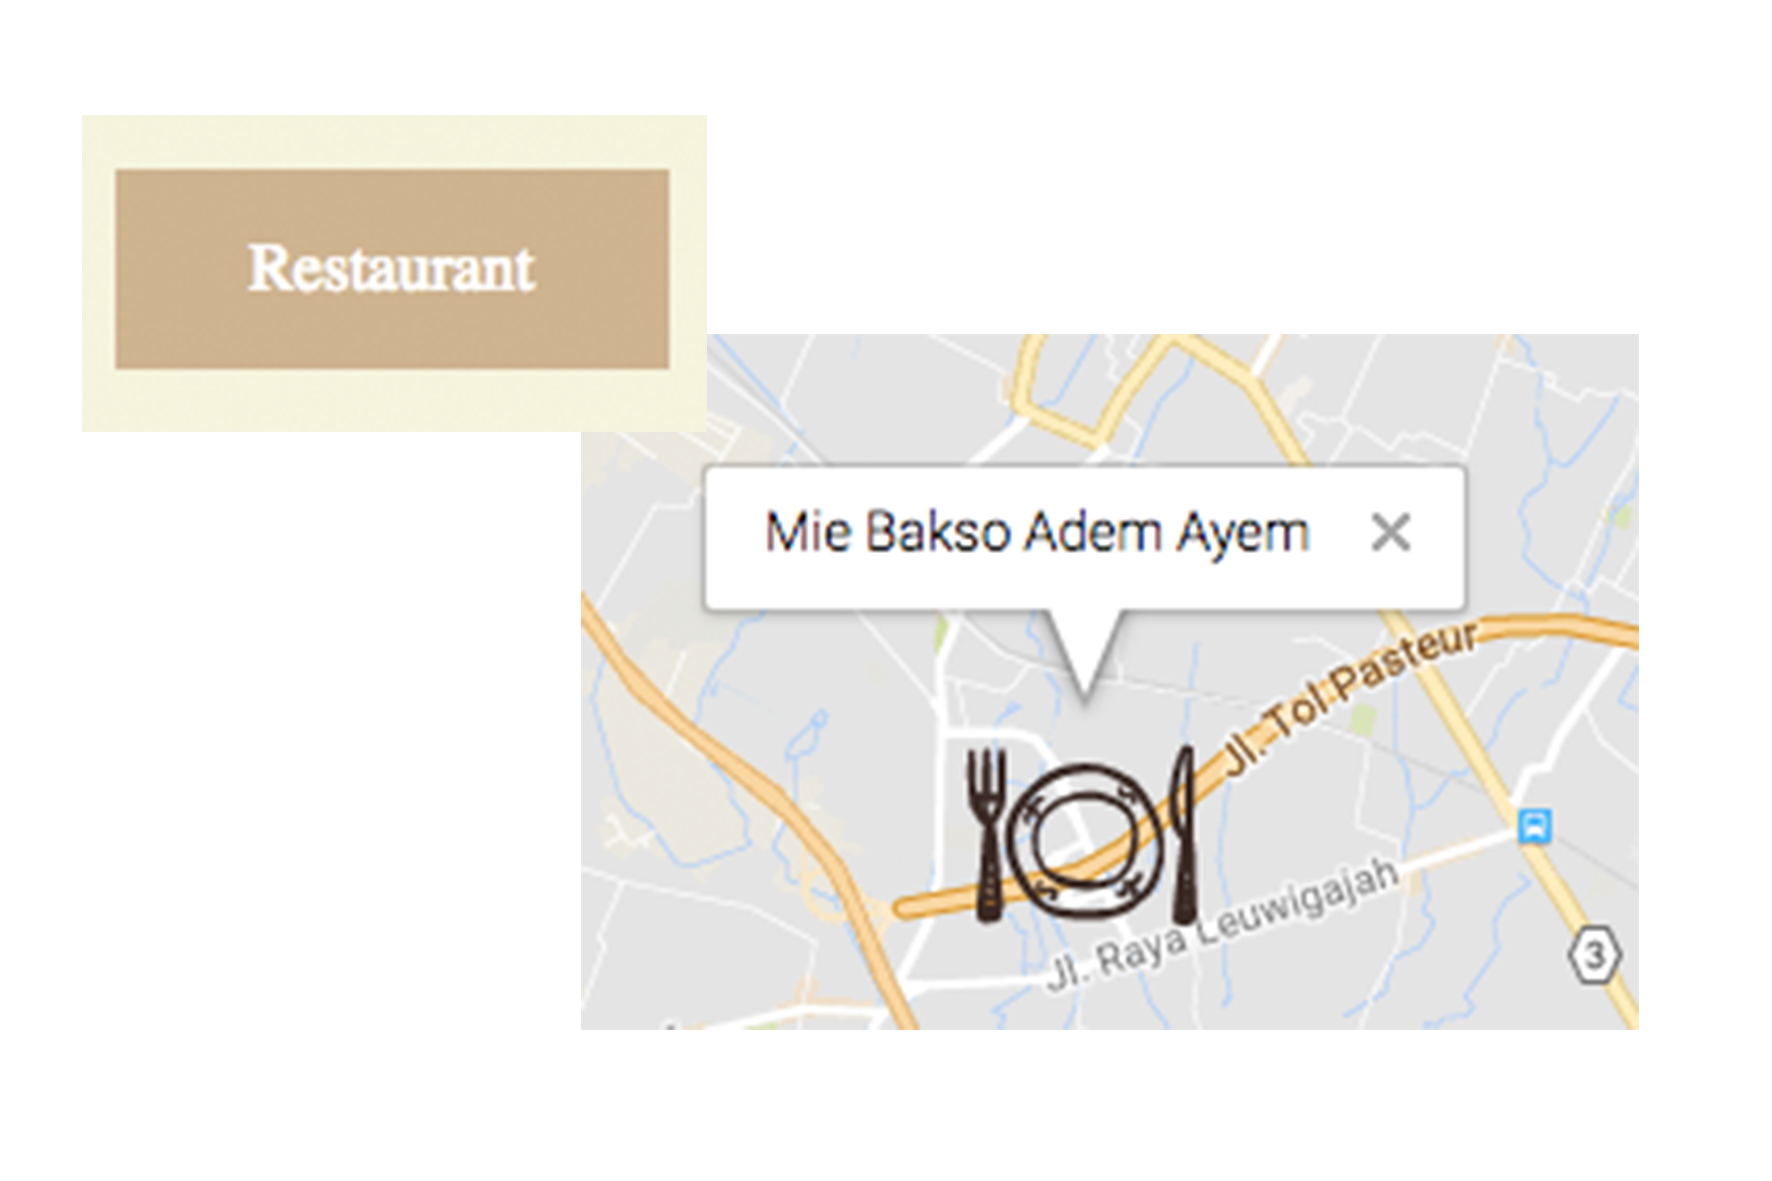 Restaurant
Mie Bakso Adem Ayem
Jl. Tol Pasteur
Jl. Raya Leuwigajah
3